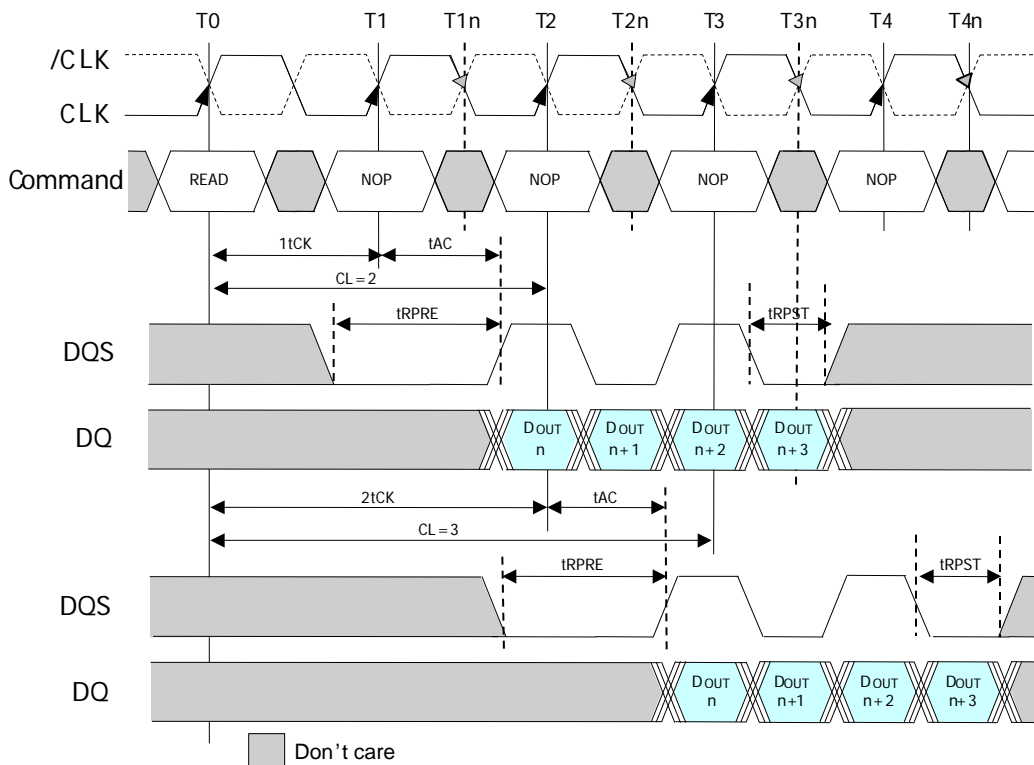 T0 T1 T1n T2 T2n T3 T3n T4 T4n
/CLK
CLK
Command READ NOP NOP NOP NOP
1tCK tAC
CL=2
tRPRE tRPST
DQS
DQ DOUT n DOUT n+1 DOUT n+2 DOUT n+3
2tCK tAC
CL=3
tRPRE tRPST
DQS
DQ DOUT n DOUT n+1 DOUT n+2 DOUT n+3
Don't care